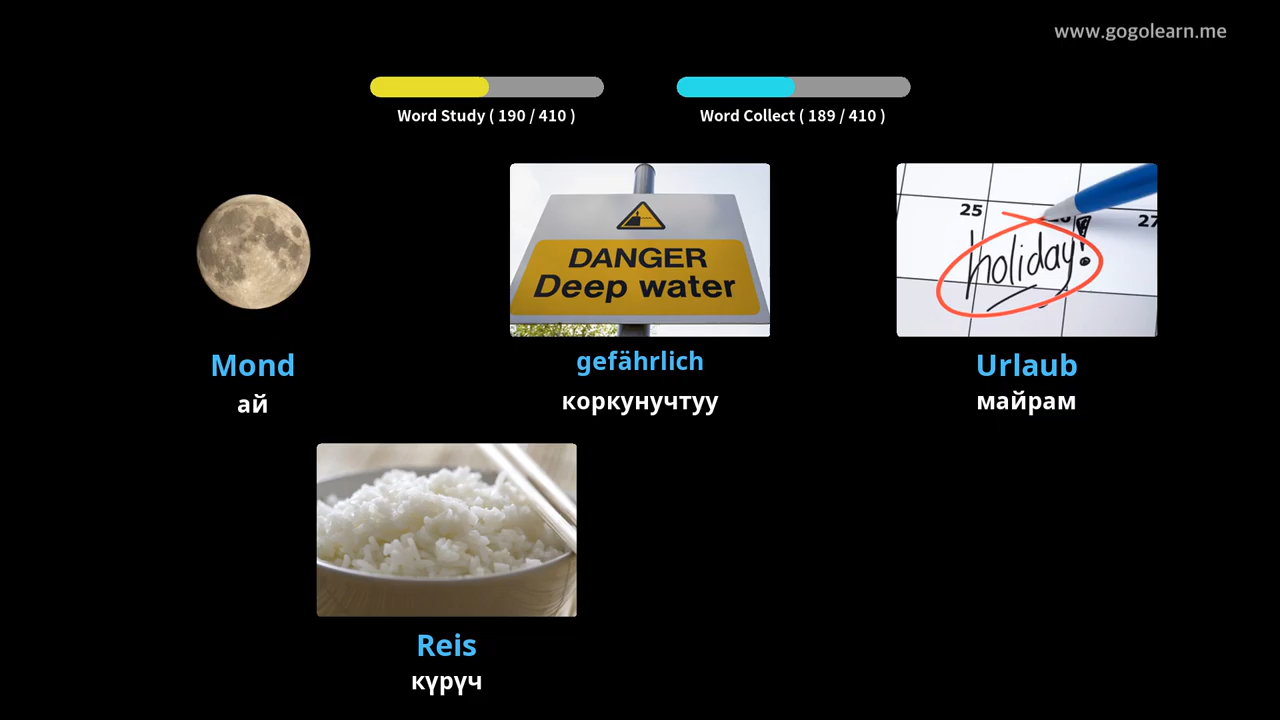 www.gogolearn.me
Word Study ( 190 / 410 )
Word Collect ( 189 / 410 )
DANGER
Deep water
25
27
holiday!
Mond
ай
gefährlich
коркунучтуу
Urlaub
майрам
Reis
күрүч